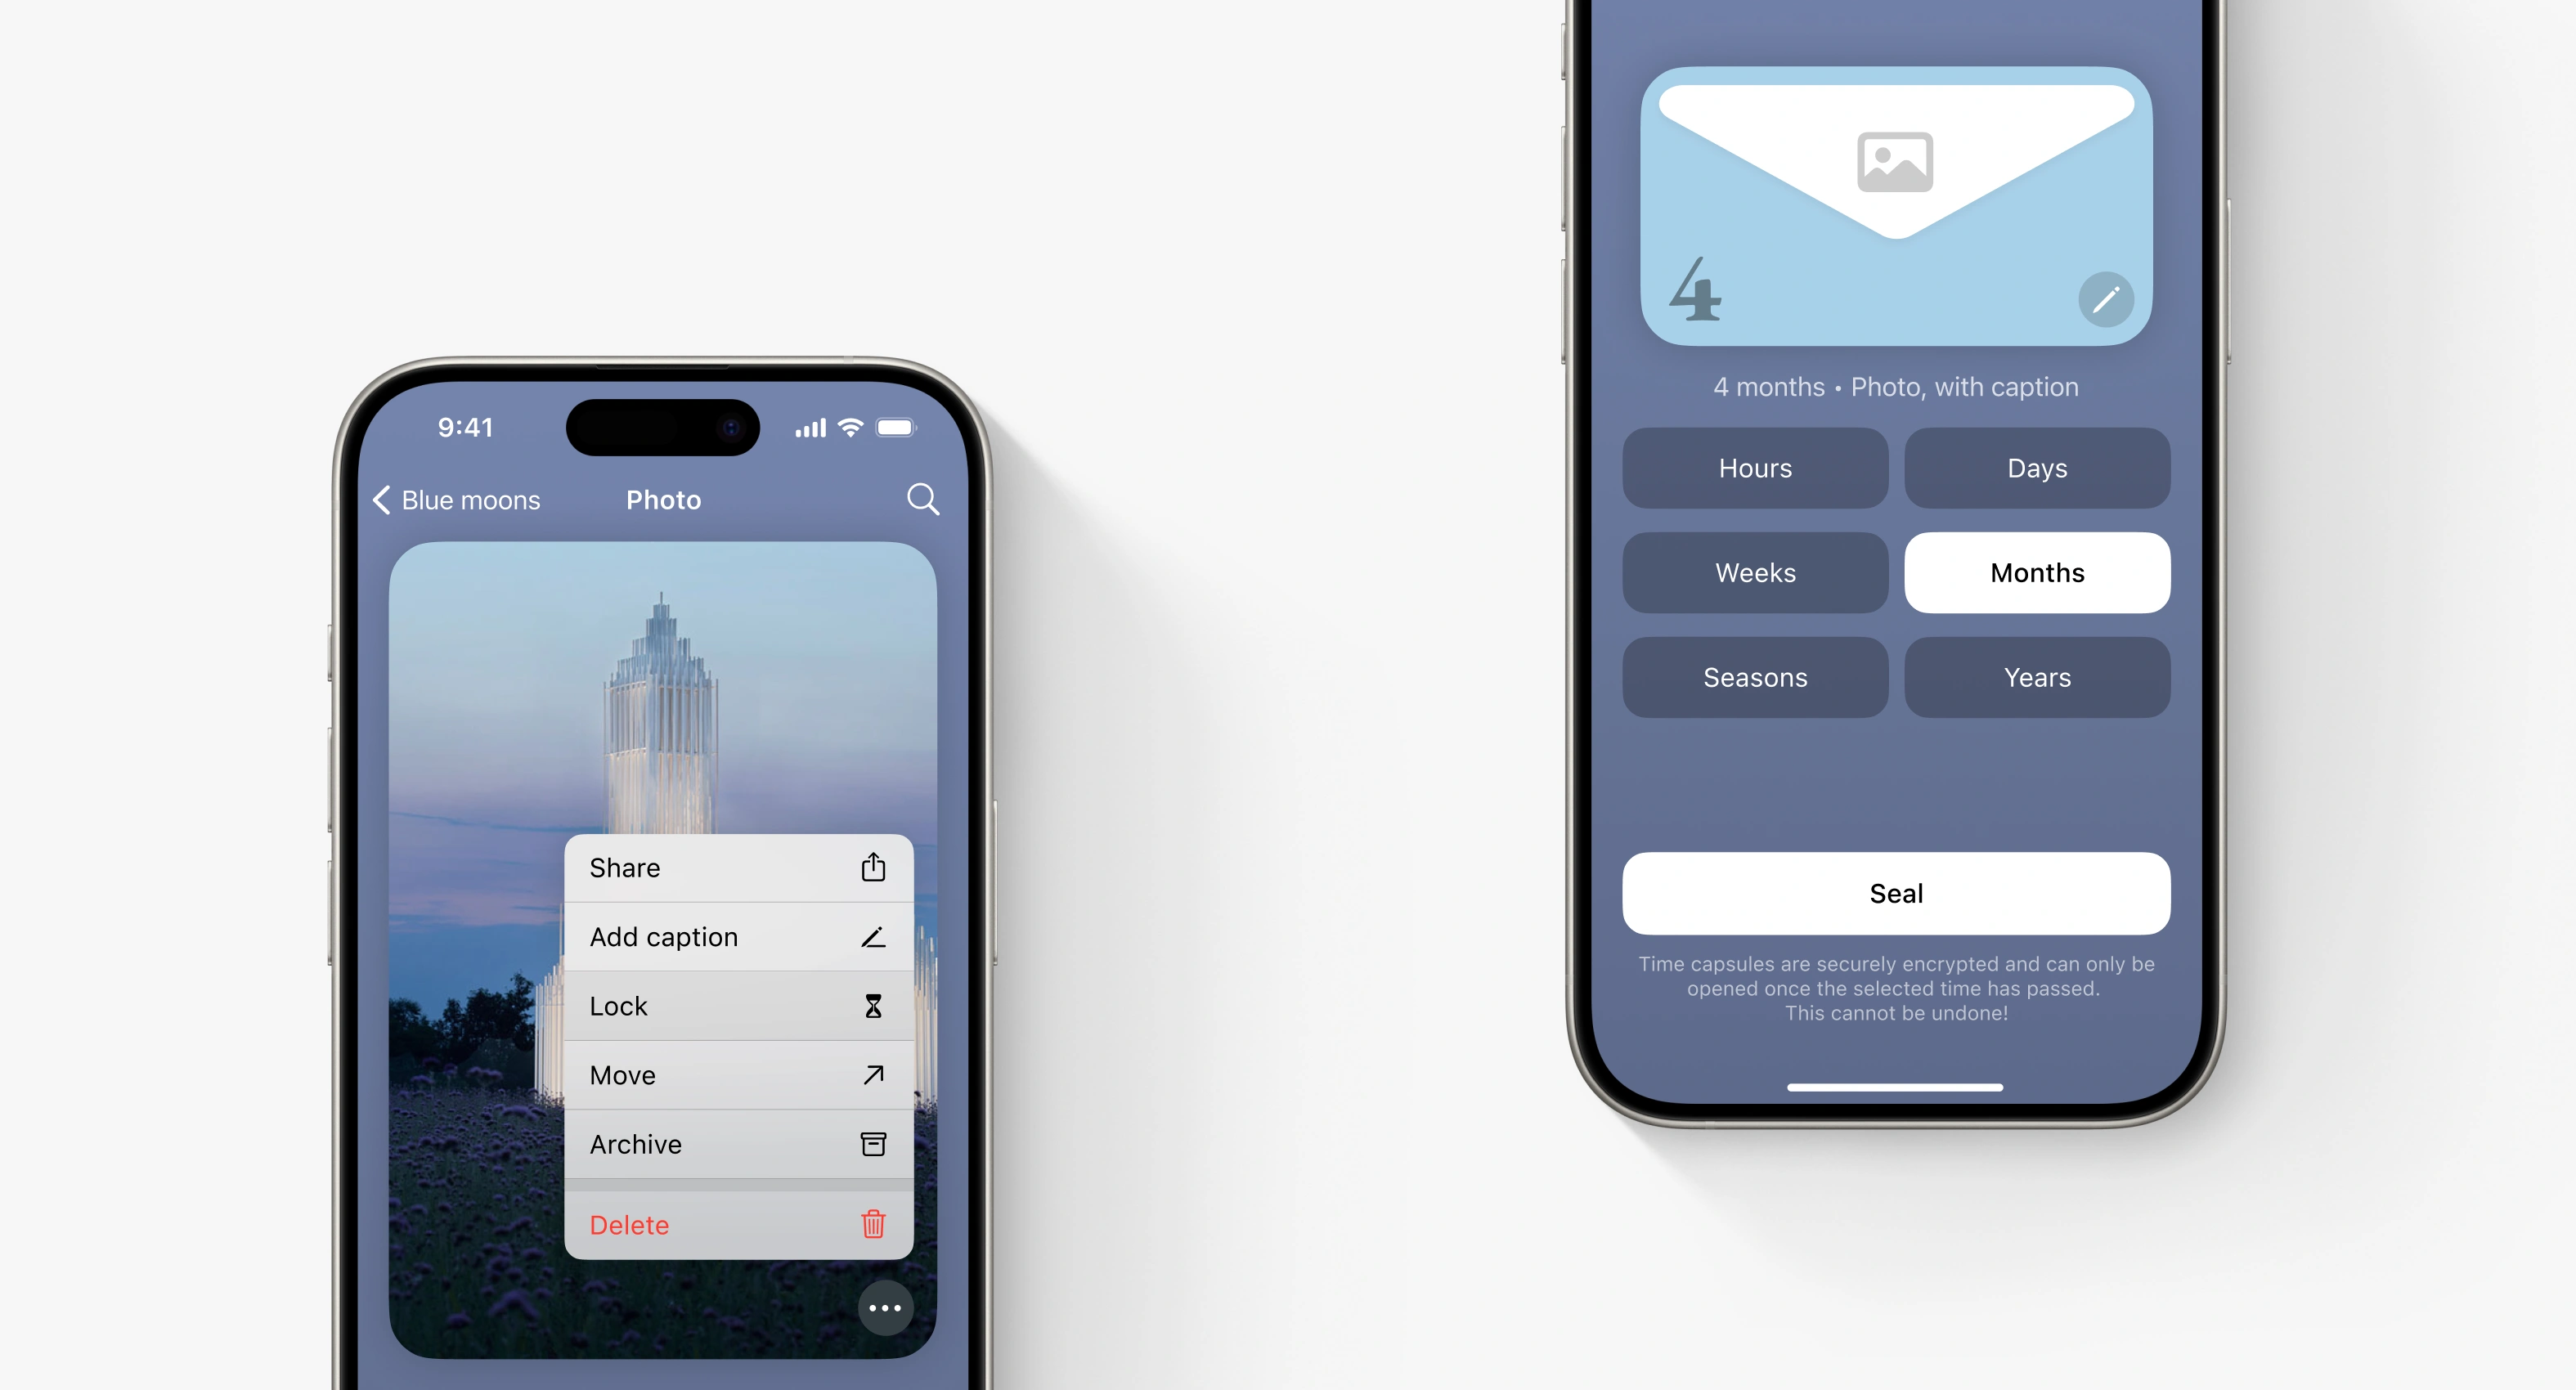 9:41
Blue moons
Photo
Share
Add caption
Lock
Move
Archive
Delete
4
4 months • Photo, with caption
Hours
Days
Weeks
Months
Seasons
Years
Seal
Time capsules are securely encrypted and can only be
opened once the selected time has passed.
This cannot be undone!